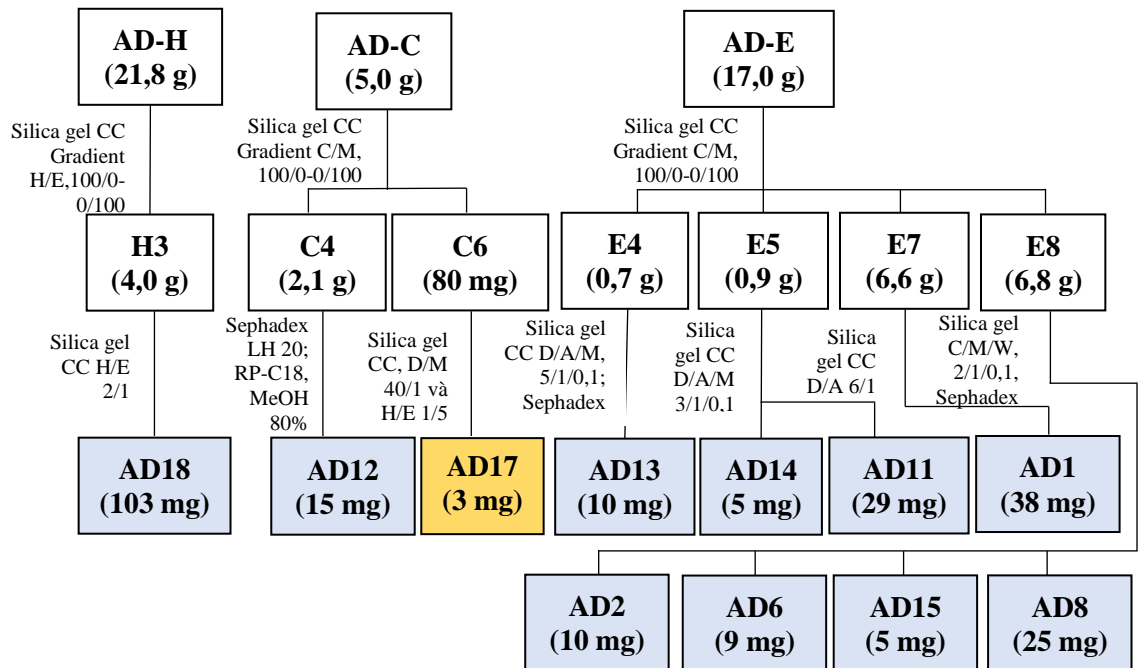 AD-H
(21,8 g)
AD-C
(5,0 g)
AD-E
(17,0 g)
Silica gel CC
Gradient
H/E,100/0-
0/100
Silica gel CC
Gradient C/M,
100/0-0/100
Silica gel CC
Gradient C/M,
100/0-0/100
H3
(4,0 g)
C4
(2,1 g)
C6
(80 mg)
E4
(0,7 g)
E5
(0,9 g)
E7
(6,6 g)
E8
(6,8 g)
Silica gel
CC H/E
2/1
Sephadex
LH 20;
RP-C18,
MeOH
80%
Silica gel
CC, D/M
40/1 và
H/E 1/5
Silica gel
CC D/A/M,
5/1/0,1;
Sephadex
Silica
gel CC
D/A/M
3/1/0,1
Silica
gel CC
D/A 6/1
Silica gel
C/M/W,
2/1/0,1,
Sephadex
AD18
(103 mg)
AD12
(15 mg)
AD17
(3 mg)
AD13
(10 mg)
AD14
(5 mg)
AD11
(29 mg)
AD1
(38 mg)
AD2
(10 mg)
AD6
(9 mg)
AD15
(5 mg)
AD8
(25 mg)